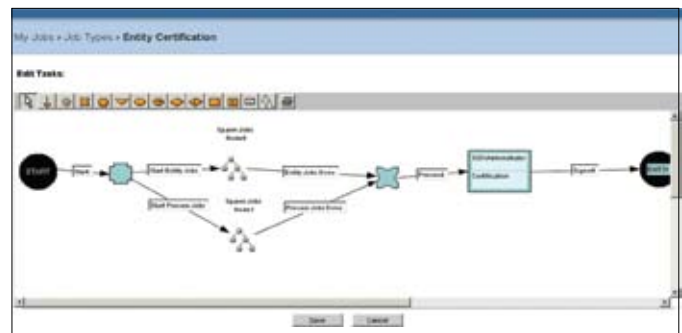 My Jobs » Job Types » Entity Certification
Edit Tasks:
Spawn Jobs
START
Start
Start Entity Jobs
Entity Jobs Done
Proceed
Certification
Signoff
Start Process Jobs
Spawn Jobs
Process Jobs Done
Save
Cancel